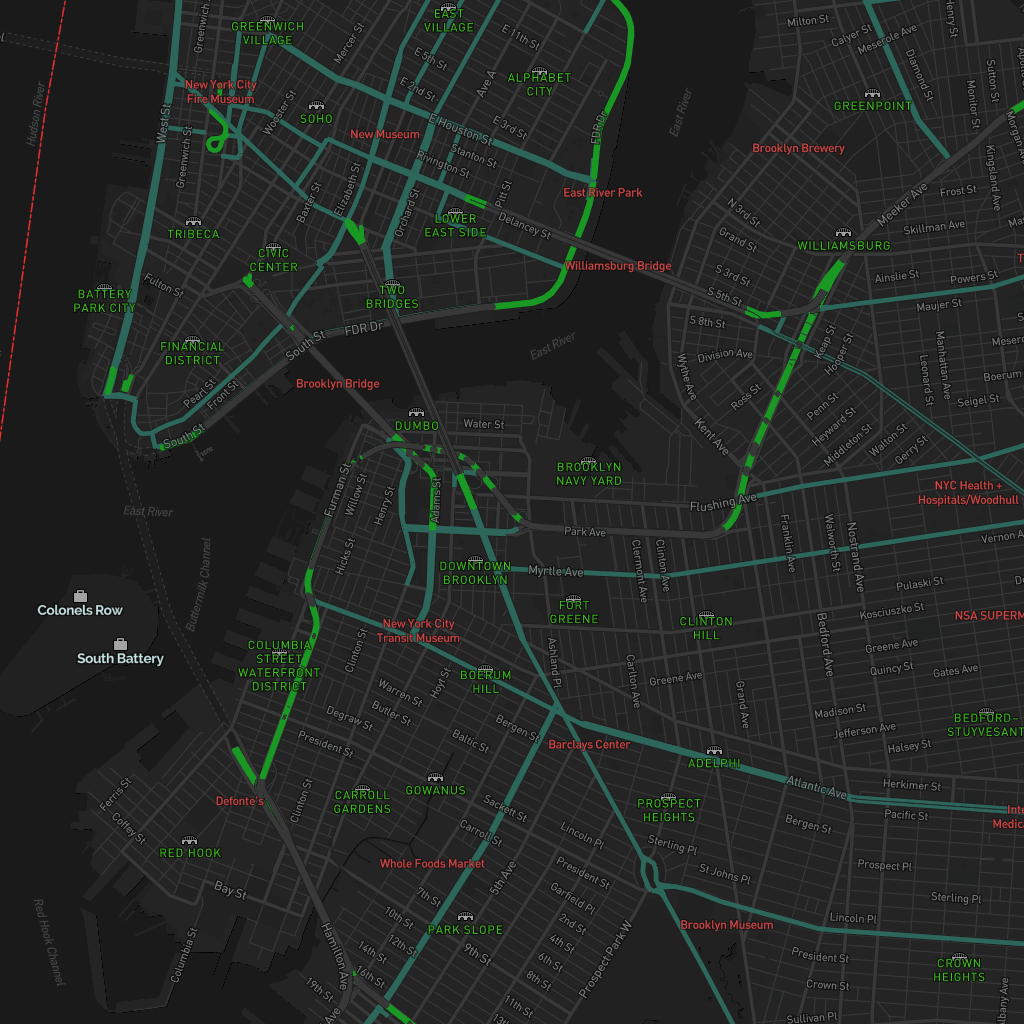 GREENWICH
VILLAGE
EAST
VILLAGE
Greenwich St
Mercer St
E 11th St
E 5th St
E 2nd St
Ave A
ALPHABET
CITY
FDR Dr
East River
Milton St
Calyer St
Meserole Ave
Henry St
Diamond St
Sutton St
Monitor St
Morgan Ave
Kingsland Ave
GREENPOINT
Hudson River
West St
New York City
Fire Museum
Wooster St
SOHO
New Museum
E Houston St
E 3rd St
Stanton St
Rivington St
Pitt St
Brooklyn Brewery
Meeker Ave
Frost St
Greenwich St
Baxter St
Elizabeth St
Orchard St
East River Park
N 3rd St
Grand St
Skillman Ave
TRIBECA
LOWER
EAST SIDE
Delancey St
WILLIAMSBURG
CIVIC
CENTER
Williamsburg Bridge
S 3rd St
Ainslie St
Powers St
Fulton St
BATTERY
PARK CITY
TWO
BRIDGES
S 5th St
Maujer St
FDR Dr
South St
S 8th St
FINANCIAL
DISTRICT
East River
Division Ave
Keap St
Hooper St
Wythe Ave
Manhattan Ave
Leonard St
Boerum St
Pearl St
Front St
Brooklyn Bridge
Ross St
Penn St
Seigel St
DUMBO
Water St
Kent Ave
Heyward St
Middleton St
Walton St
Gerry St
South St
BROOKLYN
NAVY YARD
Furman St
Willow St
Henry St
Adams St
Flushing Ave
NYC Health +
Hospitals/Woodhull
East River
Park Ave
Buttermilk Channel
Hicks St
Clermont Ave
Clinton Ave
Franklin Ave
Walworth St
Nostrand Ave
Vernon A
DOWNTOWN
BROOKLYN
Myrtle Ave
Pulaski St
Colonels Row
FORT
GREENE
CLINTON
HILL
Kosciuszko St
NSA SUPERM
New York City
Transit Museum
South Battery
COLUMBIA
STREET
WATERFRONT
DISTRICT
Clinton St
Hoyt St
BOERUM
HILL
Ashland Pl
Carlton Ave
Greene Ave
Grand Ave
Bedford Ave
Greene Ave
Quincy St
Gates Ave
Warren St
Butler St
Degraw St
Bergen St
Madison St
BEDFORD-
STUYVESANT
Baltic St
President St
Barclays Center
Jefferson Ave
Halsey St
ADELPHI
Ferris St
Coffey St
Clinton St
Defonte's
CARROLL
GARDENS
GOWANUS
Sackett St
PROSPECT
HEIGHTS
Atlantic Ave
Herkimer St
Pacific St
Bergen St
RED HOOK
Carroll St
Lincoln Pl
Sterling Pl
Whole Foods Market
St Johns Pl
Prospect Pl
Bay St
5th Ave
President St
Garfield Pl
7th St
10th St
12th St
14th St
16th St
19th St
PARK SLOPE
2nd St
4th St
6th St
8th St
9th St
11th St
Prospect Park W
Sterling Pl
Lincoln Pl
Brooklyn Museum
Red Hook Channel
Columbia St
Hamilton Ave
President St
CROWN
HEIGHTS
Crown St
Sullivan Pl